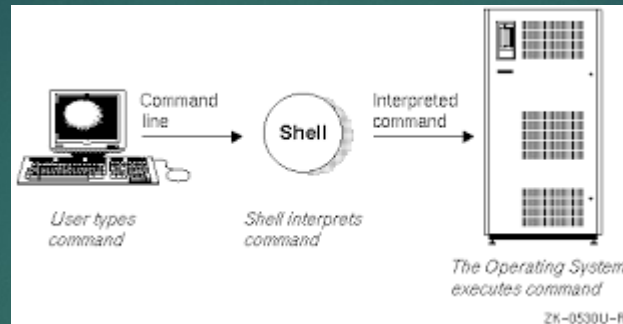 Command
line
Shell
Interpreted
command
User types
command
Shell interprets
command
The Operating System
executes command
ZK-0530U-R